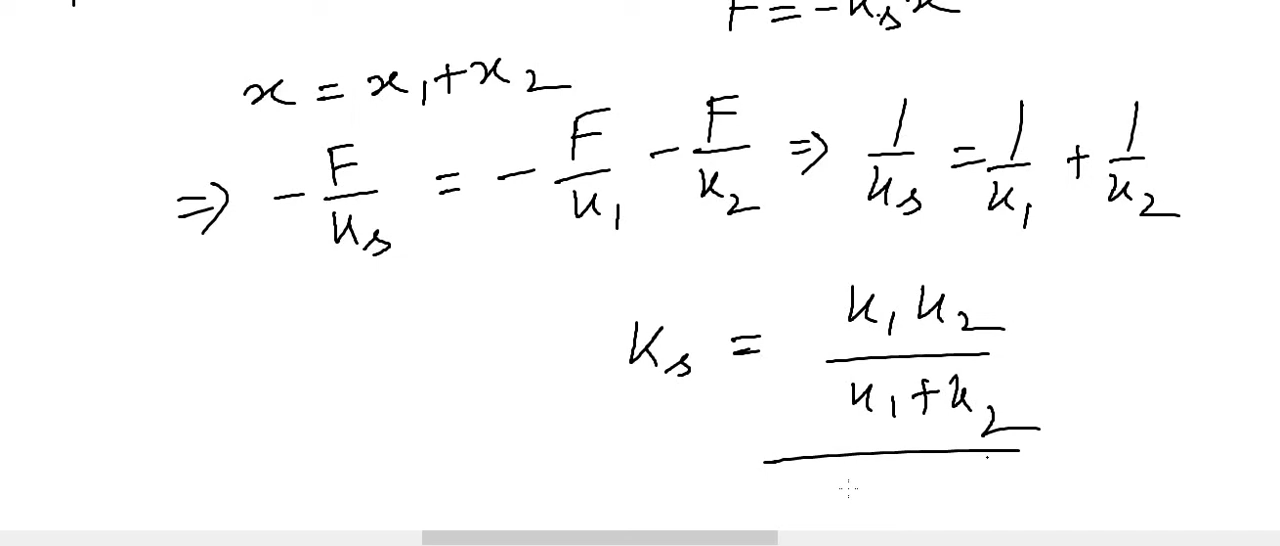 F = -k_s x
x = x_1 + x_2
⇒ -F/k_s = -F/k_1 - F/k_2 ⇒ 1/k_s = 1/k_1 + 1/k_2
K_s = k_1 k_2 / k_1 + k_2